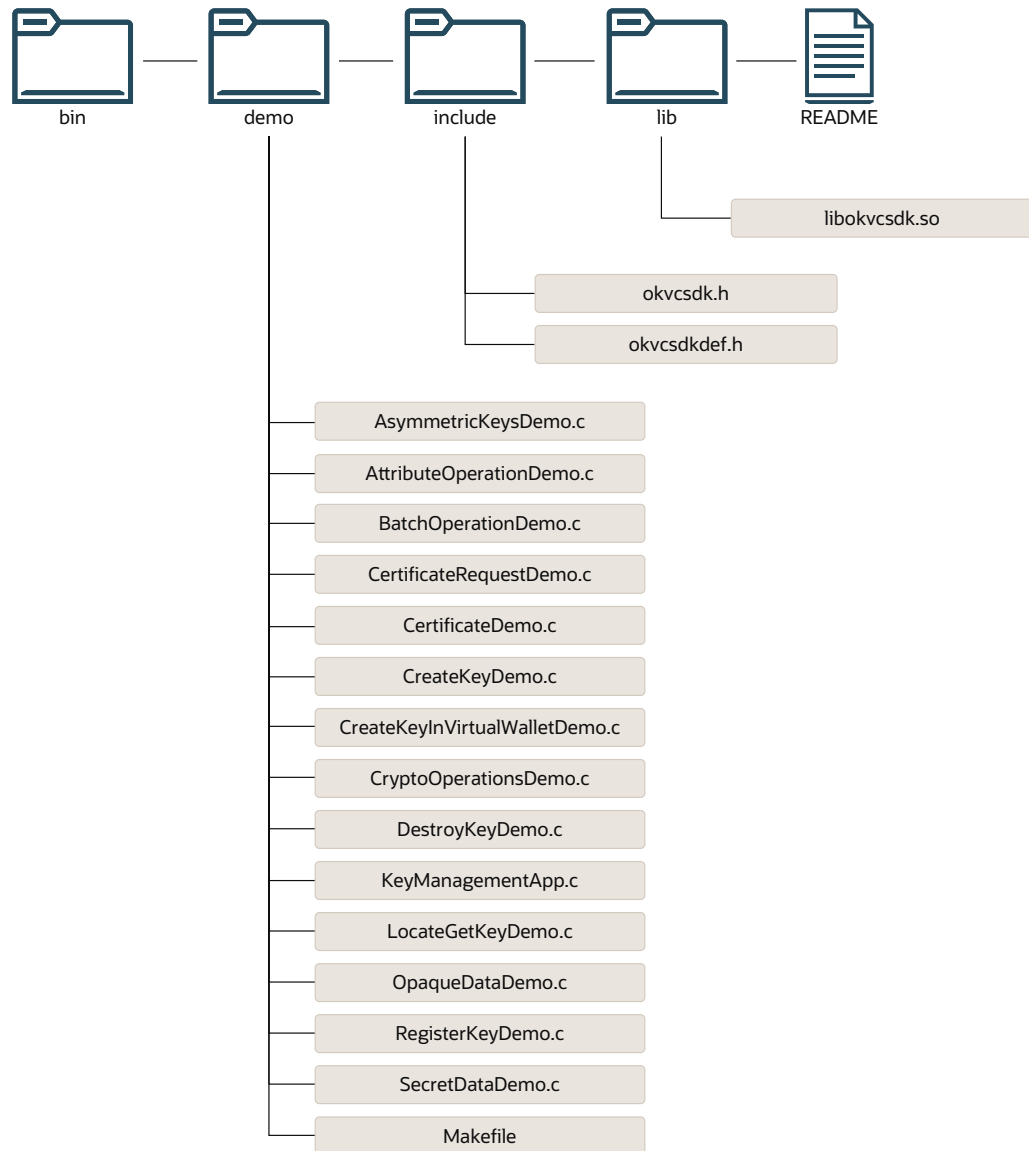 bin
demo
include
lib
README
libokvcsdk.so
okvcsdk.h
okvcsdkdef.h
AsymmetricKeysDemo.c
AttributeOperationDemo.c
BatchOperationDemo.c
CertificateRequestDemo.c
CertificateDemo.c
CreateKeyDemo.c
CreateKeyInVirtualWalletDemo.c
CryptoOperationsDemo.c
DestroyKeyDemo.c
KeyManagementApp.c
LocateGetKeyDemo.c
OpaqueDataDemo.c
RegisterKeyDemo.c
SecretDataDemo.c
Makefile